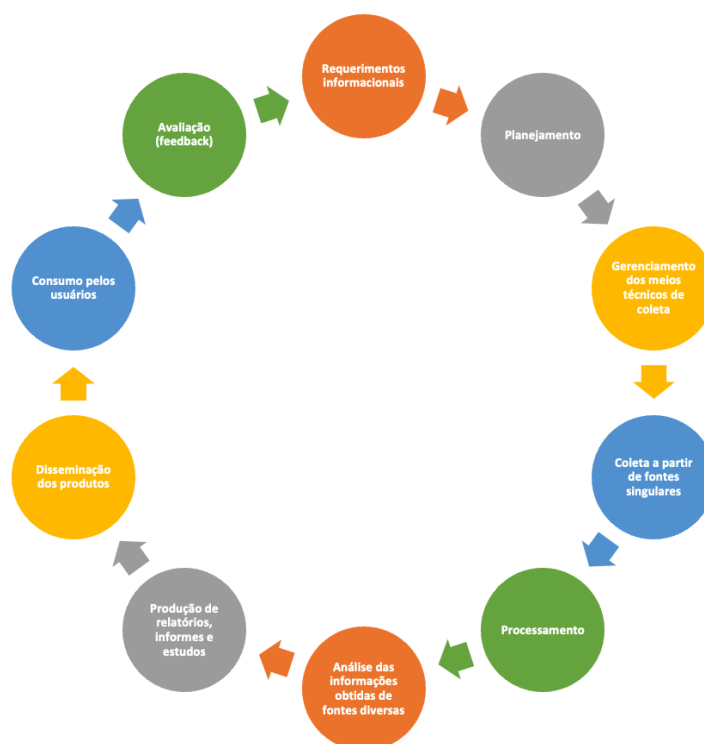 Requerimentos
informacionais
Planejamento
Gerenciamento
dos meios
técnicos de
coleta
Coleta a partir
de fontes
singulares
Processamento
Análise das
informações
obtidas de
fontes diversas
Produção de
relatórios,
informes e
estudos
Disseminação
dos produtos
Consumo pelos
usuários
Avaliação
(feedback)